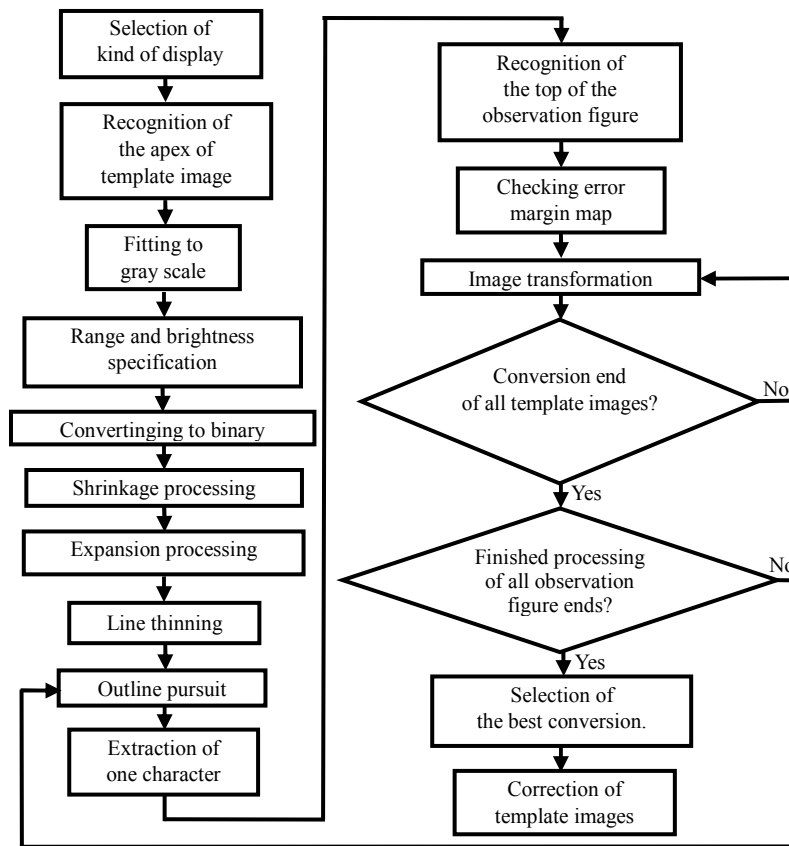 Selection of
kind of display
Recognition of
the apex of
template image
Fitting to
gray scale
Range and brightness
specification
Convertinging to binary
Shrinkage processing
Expansion processing
Line thinning
Outline pursuit
Extraction of
one character
Recognition of
the top of the
observation figure
Checking error
margin map
Image transformation
Conversion end
of all template images?
No
Yes
Finished processing
of all observation
figure ends?
No
Yes
Selection of
the best conversion.
Correction of
template images